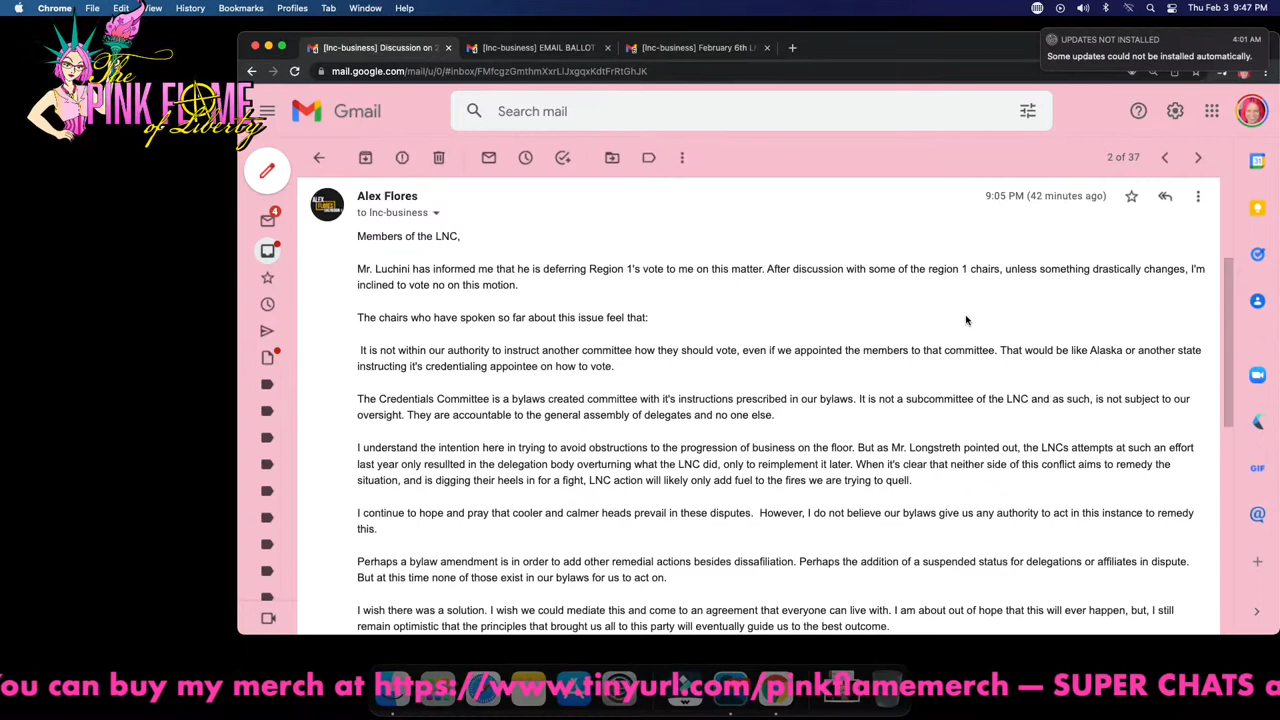 Chrome File Edit View History Bookmarks Profiles Tab Window Help
Thu Feb 3 9:47 PM
The
PINK FLAME
of Liberty
[lnc-business] Discussion on 2
[lnc-business] EMAIL BALLOT
[lnc-business] February 6th L
UPDATES NOT INSTALLED 4:01 AM
Some updates could not be installed automatically.
mail.google.com/mail/u/0/#inbox/FMfcgzGmthmXxrLlJxgqxKdtFrRtGhJK
Gmail
Search mail
2 of 37
4
Alex Flores
9:05 PM (42 minutes ago)
to lnc-business
Members of the LNC,
Mr. Luchini has informed me that he is deferring Region 1's vote to me on this matter. After discussion with some of the region 1 chairs, unless something drastically changes, I'm
inclined to vote no on this motion.
The chairs who have spoken so far about this issue feel that:
It is not within our authority to instruct another committee how they should vote, even if we appointed the members to that committee. That would be like Alaska or another state
instructing it's credentialing appointee on how to vote.
The Credentials Committee is a bylaws created committee with it's instructions prescribed in our bylaws. It is not a subcommittee of the LNC and as such, is not subject to our
oversight. They are accountable to the general assembly of delegates and no one else.
I understand the intention here in trying to avoid obstructions to the progression of business on the floor. But as Mr. Longstreth pointed out, the LNCs attempts at such an effort
last year only resullted in the delegation body overturning what the LNC did, only to reimplement it later. When it's clear that neither side of this conflict aims to remedy the
situation, and is digging their heels in for a fight, LNC action will likely only add fuel to the fires we are trying to quell.
I continue to hope and pray that cooler and calmer heads prevail in these disputes. However, I do not believe our bylaws give us any authority to act in this instance to remedy
this.
Perhaps a bylaw amendment is in order to add other remedial actions besides dissafiliation. Perhaps the addition of a suspended status for delegations or affiliates in dispute.
But at this time none of those exist in our bylaws for us to act on.
I wish there was a solution. I wish we could mediate this and come to an agreement that everyone can live with. I am about out of hope that this will ever happen, but, I still
remain optimistic that the principles that brought us all to this party will eventually guide us to the best outcome.
GIF
You can buy my merch at https://www.tinyurl.com/pinkflamemerch — SUPER CHATS a